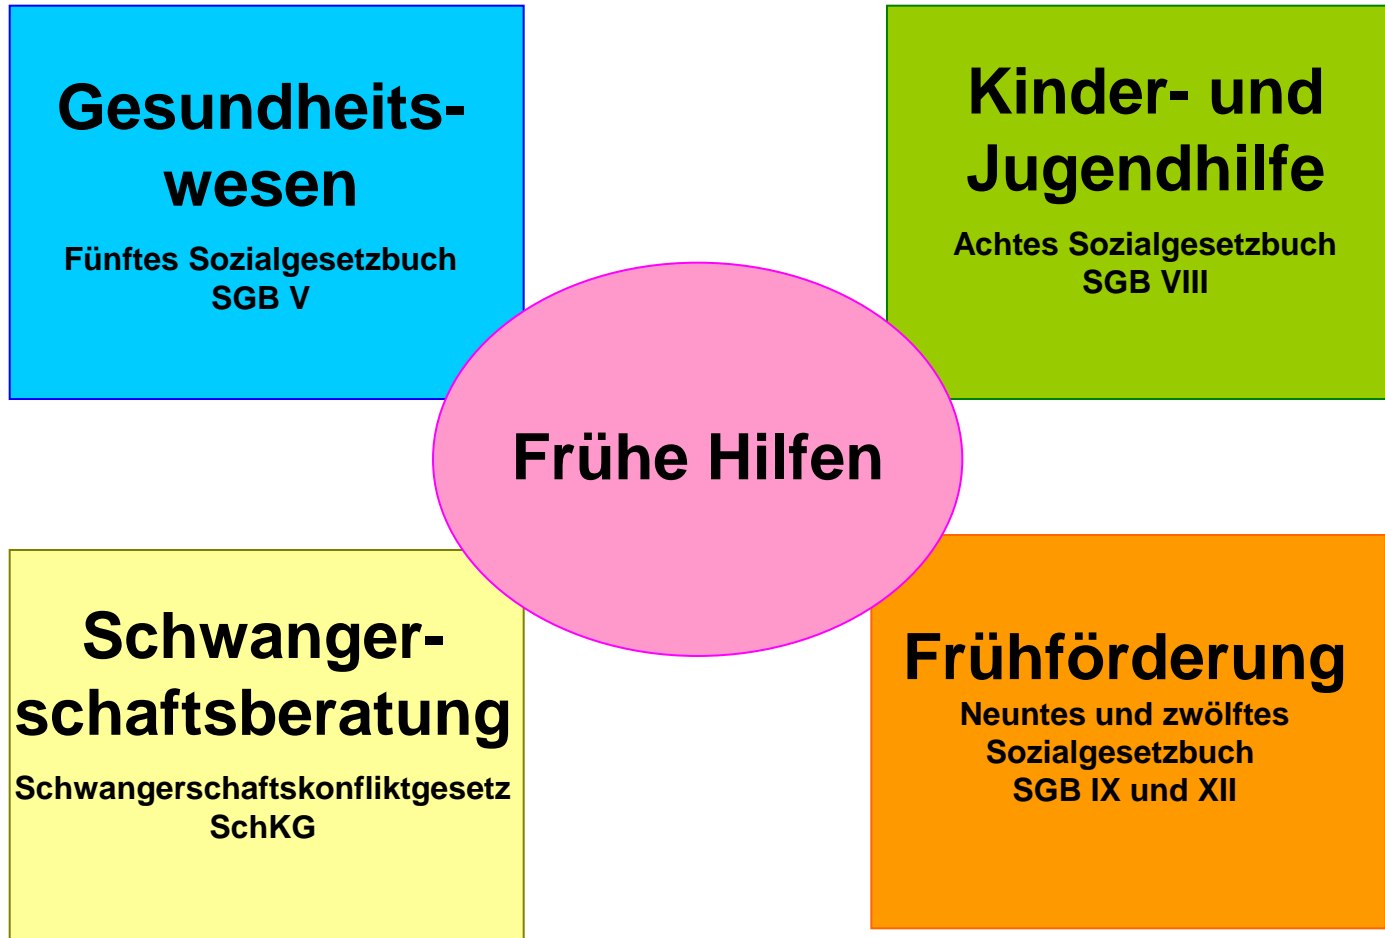 Gesundheits-
wesen
Fünftes Sozialgesetzbuch
SGB V
Kinder- und
Jugendhilfe
Achtes Sozialgesetzbuch
SGB VIII
Frühe Hilfen
Schwanger-
schaftsberatung
Schwangerschaftskonfliktgesetz
SchKG
Frühförderung
Neuntes und zwölftes
Sozialgesetzbuch
SGB IX und XII